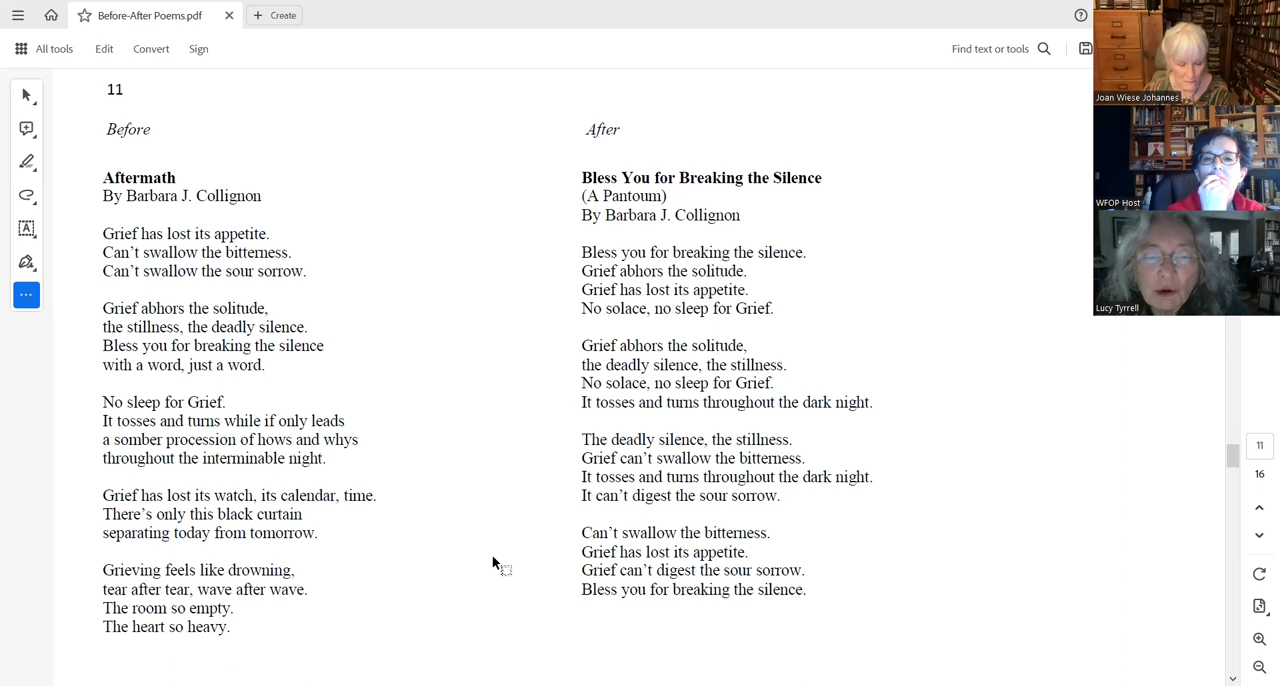 Before-After Poems.pdf
Create
All tools
Edit
Convert
Sign
Find text or tools
11
Before
Aftermath
By Barbara J. Collignon
Grief has lost its appetite.
Can't swallow the bitterness.
Can't swallow the sour sorrow.
Grief abhors the solitude,
the stillness, the deadly silence.
Bless you for breaking the silence
with a word, just a word.
No sleep for Grief.
It tosses and turns while if only leads
a somber procession of hows and whys
throughout the interminable night.
Grief has lost its watch, its calendar, time.
There's only this black curtain
separating today from tomorrow.
Grieving feels like drowning,
tear after tear, wave after wave.
The room so empty.
The heart so heavy.
After
Bless You for Breaking the Silence
(A Pantoum)
By Barbara J. Collignon
Bless you for breaking the silence.
Grief abhors the solitude.
Grief has lost its appetite.
No solace, no sleep for Grief.
Grief abhors the solitude,
the deadly silence, the stillness.
No solace, no sleep for Grief.
It tosses and turns throughout the dark night.
The deadly silence, the stillness.
Grief can't swallow the bitterness.
It tosses and turns throughout the dark night.
It can't digest the sour sorrow.
Can't swallow the bitterness.
Grief has lost its appetite.
Grief can't digest the sour sorrow.
Bless you for breaking the silence.
Joan Wiese Johannes
WFOP Host
Lucy Tyrrell
11
16